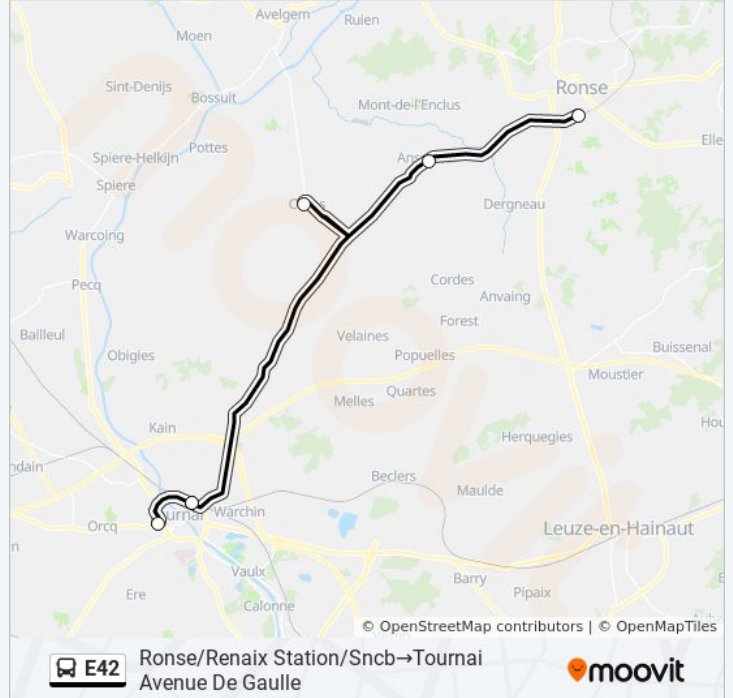 Avelgem
Ruien
Moen
Sint-Denijs
Bossuit
Ronse
Mont-de-l'Enclus
Elle
Pottes
Spiere-Helkijn
Spiere
Dergneau
Warcoing
Cordes
Pecq
Anvaing
Forest
Bailleul
Velaines
Obigies
Popuelles
Buissenal
Moustier
Quartes
Melles
Kain
Herquegies
ndain
Beclers
Maulde
Warchin
Orcq
Leuze-en-Hainaut
Vaulx
Barry
Ere
Calonne
Pipaix
© OpenStreetMap contributors | © OpenMapTiles
E42 Ronse/Renaix Station/Sncb→Tournai
Avenue De Gaulle
moovit